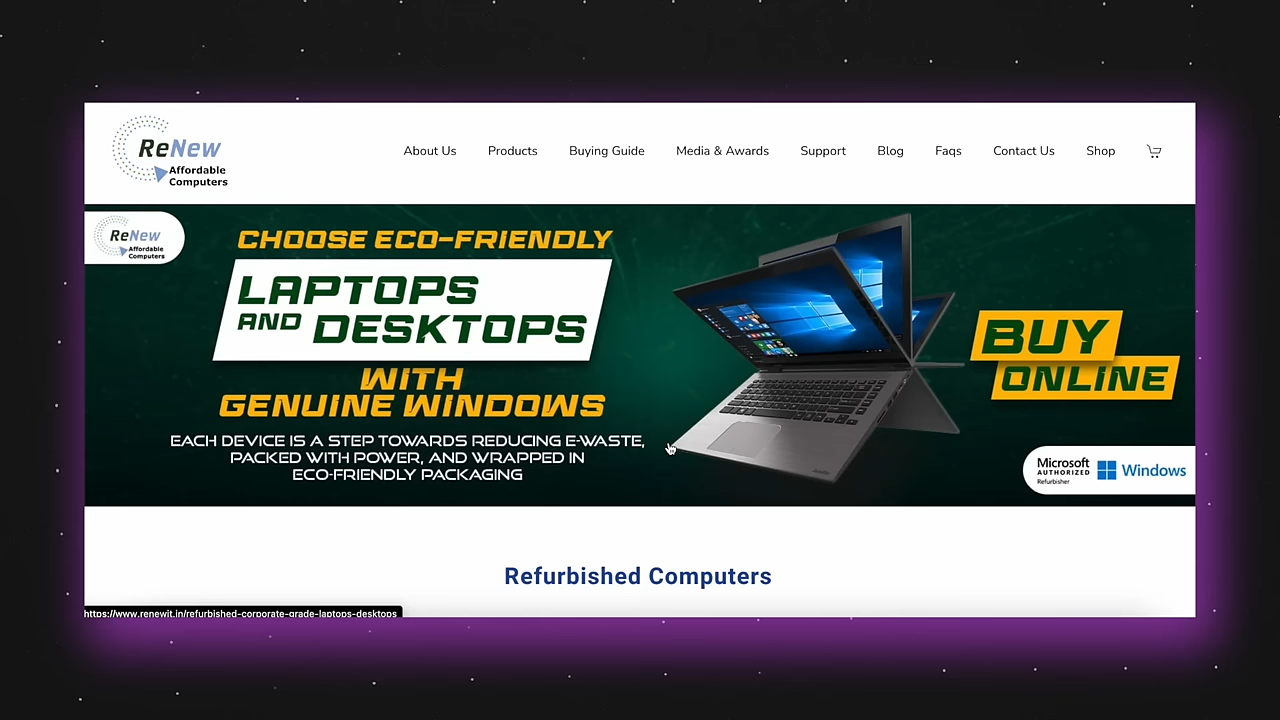 ReNew
Affordable
Computers
About Us
Products
Buying Guide
Media & Awards
Support
Blog
Faqs
Contact Us
Shop
ReNew
Affordable
Computers
CHOOSE ECO-FRIENDLY
LAPTOPS
AND DESKTOPS
WITH
GENUINE WINDOWS
EACH DEVICE IS A STEP TOWARDS REDUCING E-WASTE,
PACKED WITH POWER, AND WRAPPED IN
ECO-FRIENDLY PACKAGING
BUY
ONLINE
Microsoft
AUTHORIZED
Refurbisher
Windows
Refurbished Computers
https://www.renewit.in/refurbished-corporate-grade-laptops-desktops